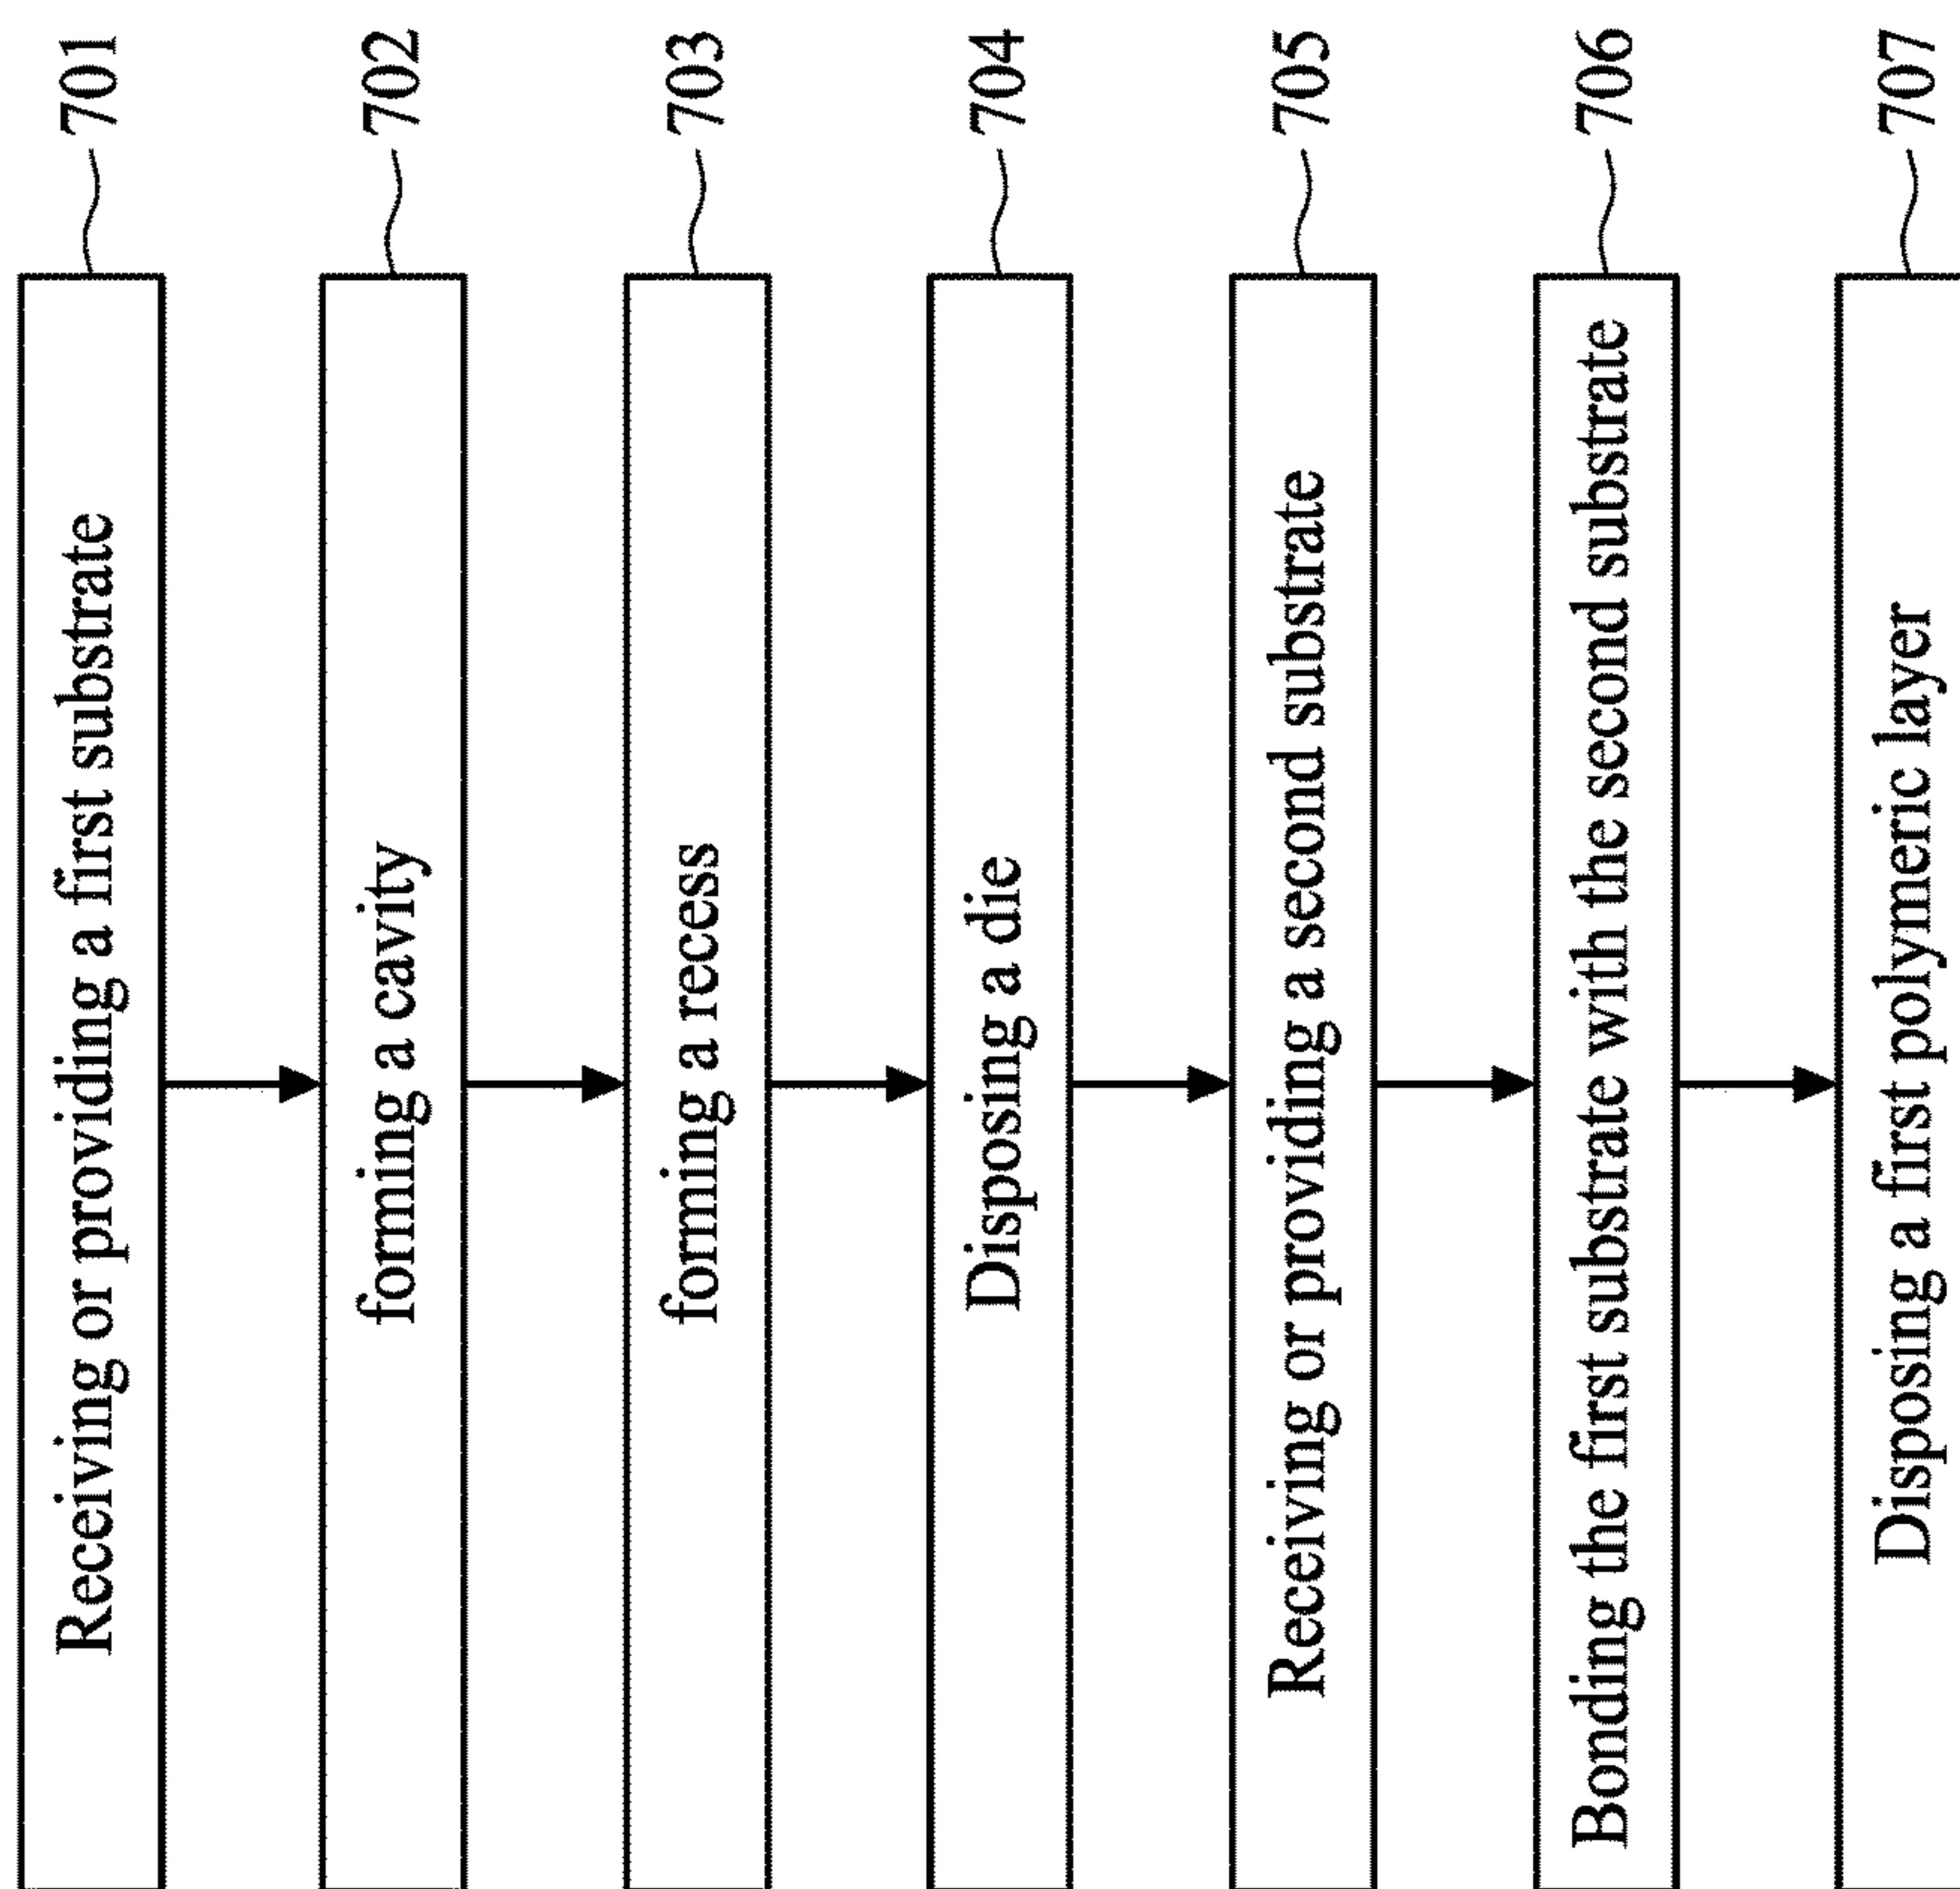 Receiving or providing a first substrate 701
forming a cavity 702
forming a recess 703
Disposing a die 704
Receiving or providing a second substrate 705
Bonding the first substrate with the second substrate 706
Disposing a first polymeric layer 707